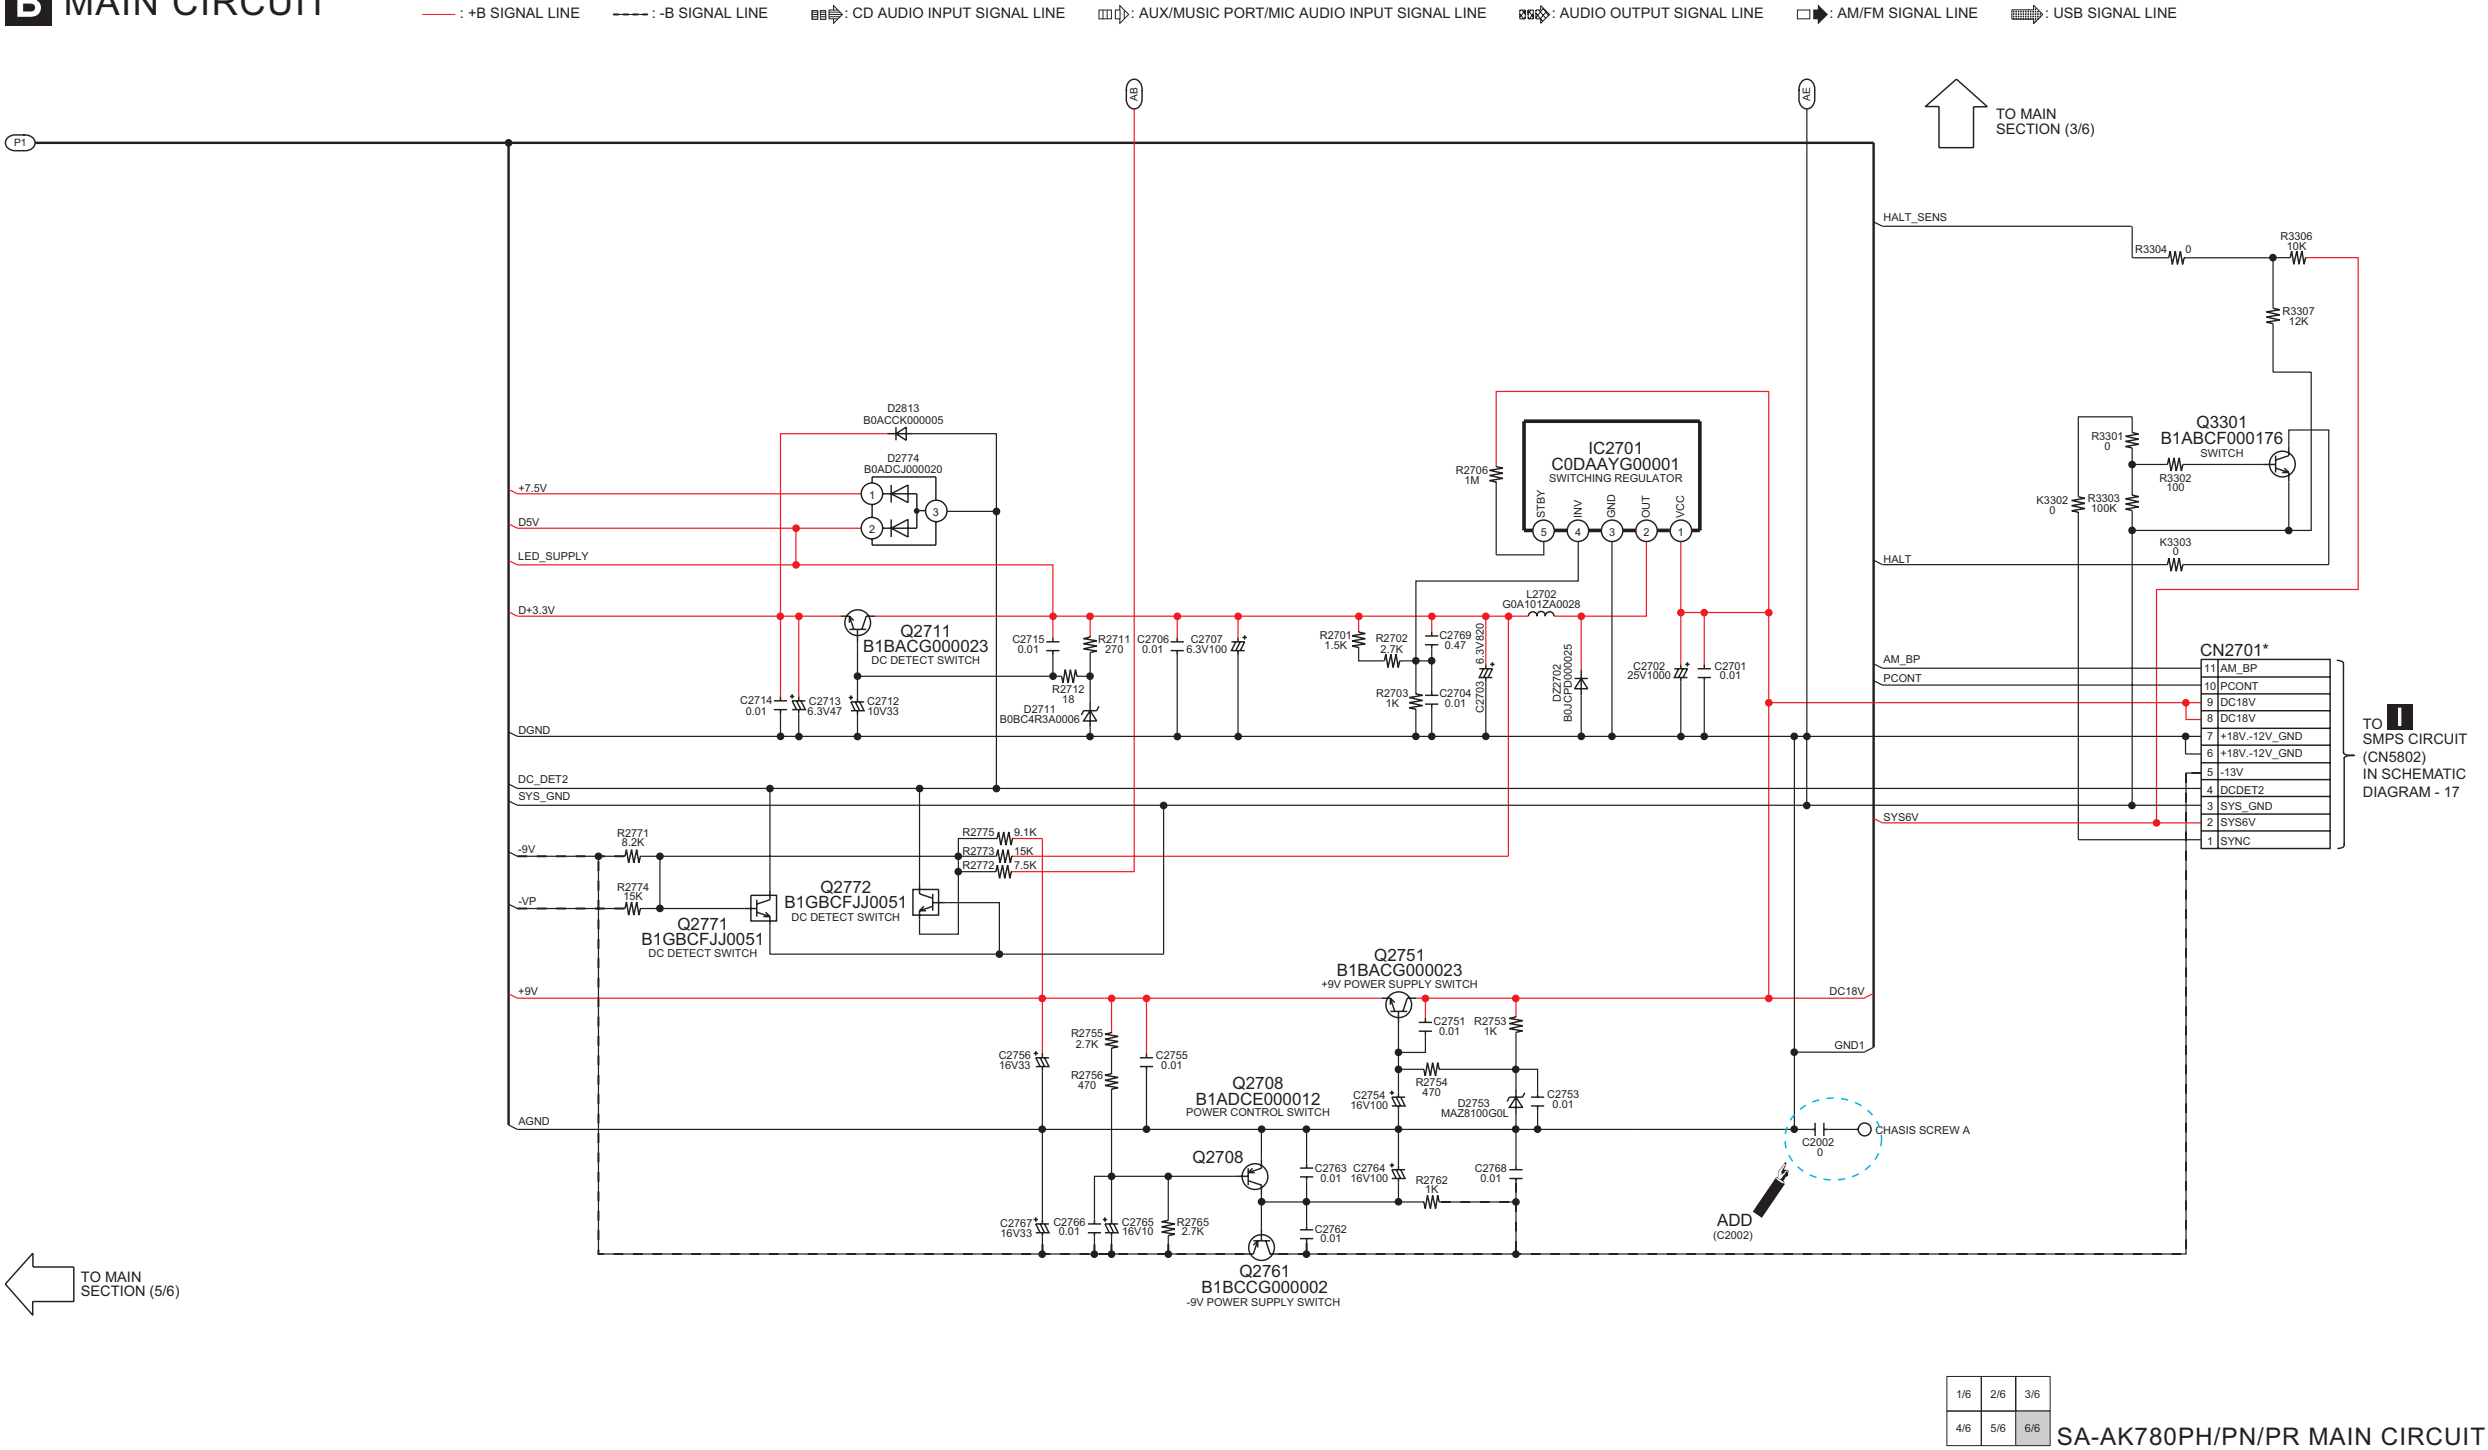 B MAIN CIRCUIT
: +B SIGNAL LINE
: -B SIGNAL LINE
: CD AUDIO INPUT SIGNAL LINE
: AUX/MUSIC PORT/MIC AUDIO INPUT SIGNAL LINE
: AUDIO OUTPUT SIGNAL LINE
: AM/FM SIGNAL LINE
: USB SIGNAL LINE
AB
AE
TO MAIN
SECTION (3/6)
P1
HALT_SENS
R3304 0
R3306
10K
R3307
12K
D2813
B0ACCK000005
D2774
B0ADCJ000020
1
2
3
+7.5V
D5V
LED_SUPPLY
D+3.3V
IC2701
C0DAAYG00001
SWITCHING REGULATOR
STBY
INV
GND
OUT
VCC
5
4
3
2
1
R2706
1M
Q3301
B1ABCF000176
SWITCH
R3301
0
R3302
100
K3302
0
R3303
100K
K3303
0
HALT
L2702
G0A101ZA0028
Q2711
B1BACG000023
DC DETECT SWITCH
C2715
0.01
R2711
270
C2706
0.01
C2707
6.3V100
R2701
1.5K
R2702
2.7K
C2769
0.47
C2703 6.3V820
DZ2702
B0JCPD000025
C2702
25V1000
C2701
0.01
R2712
18
D2711
B0BC4R3A0006
C2714
0.01
C2713
6.3V47
C2712
10V33
R2703
1K
C2704
0.01
AM_BP
PCONT
CN2701*
11 AM_BP
10 PCONT
9 DC18V
8 DC18V
7 +18V.-12V_GND
6 +18V.-12V_GND
5 -13V
4 DCDET2
3 SYS_GND
2 SYS6V
1 SYNC
TO I
SMPS CIRCUIT
(CN5802)
IN SCHEMATIC
DIAGRAM - 17
DGND
DC_DET2
SYS_GND
SYS6V
R2771
8.2K
-9V
R2775 9.1K
R2773 15K
R2772 7.5K
R2774
15K
-VP
Q2772
B1GBCFJJ0051
DC DETECT SWITCH
Q2771
B1GBCFJJ0051
DC DETECT SWITCH
Q2751
B1BACG000023
+9V POWER SUPPLY SWITCH
+9V
DC18V
R2755
2.7K
C2756
16V33
R2756
470
C2755
0.01
C2751
0.01
R2753
1K
GND1
Q2708
B1ADCE000012
POWER CONTROL SWITCH
C2754
16V100
R2754
470
D2753
MAZ8100G0L
C2753
0.01
AGND
C2002
0
CHASIS SCREW A
Q2708
C2763
0.01
C2764
16V100
R2762
1K
C2768
0.01
C2767
16V33
C2766
0.01
C2765
16V10
R2765
2.7K
C2762
0.01
ADD
(C2002)
Q2761
B1BCCG000002
-9V POWER SUPPLY SWITCH
TO MAIN
SECTION (5/6)
1/6 2/6 3/6
4/6 5/6 6/6
SA-AK780PH/PN/PR MAIN CIRCUIT